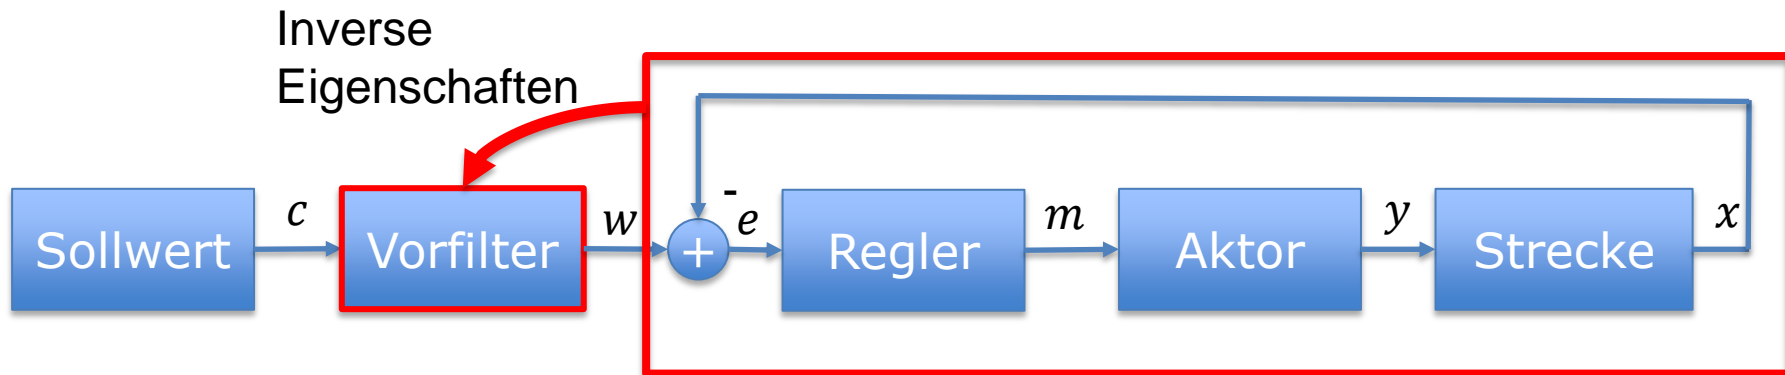 Inverse
Eigenschaften
Sollwert
c
Vorfilter
w
+
-
e
Regler
m
Aktor
y
Strecke
x